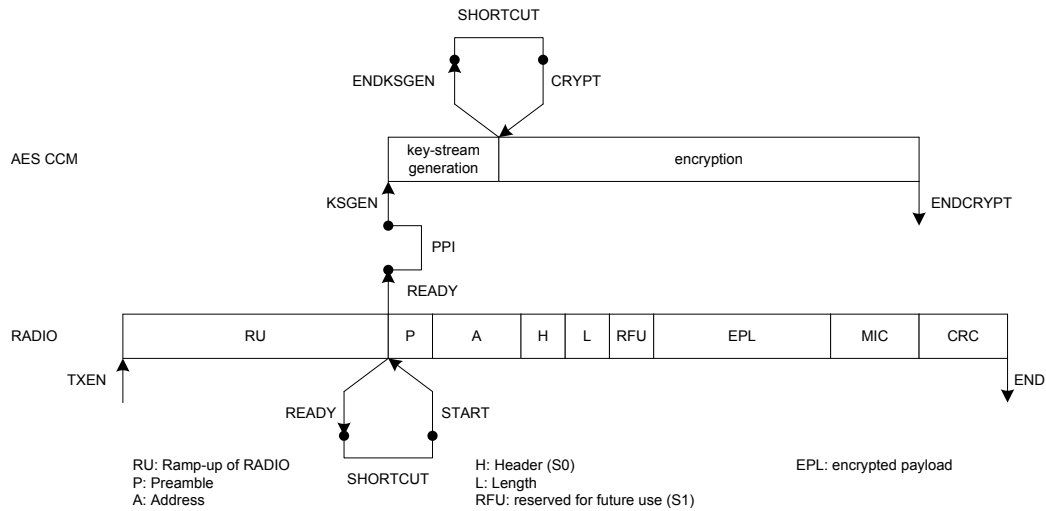 SHORTCUT
ENDKSGEN
CRYPT
AES CCM
key-stream
generation
encryption
KSGEN
ENDCRYPT
PPI
READY
RADIO
RU
P
A
H
L
RFU
EPL
MIC
CRC
TXEN
END
READY
START
SHORTCUT
RU: Ramp-up of RADIO
P: Preamble
A: Address
H: Header (S0)
L: Length
RFU: reserved for future use (S1)
EPL: encrypted payload